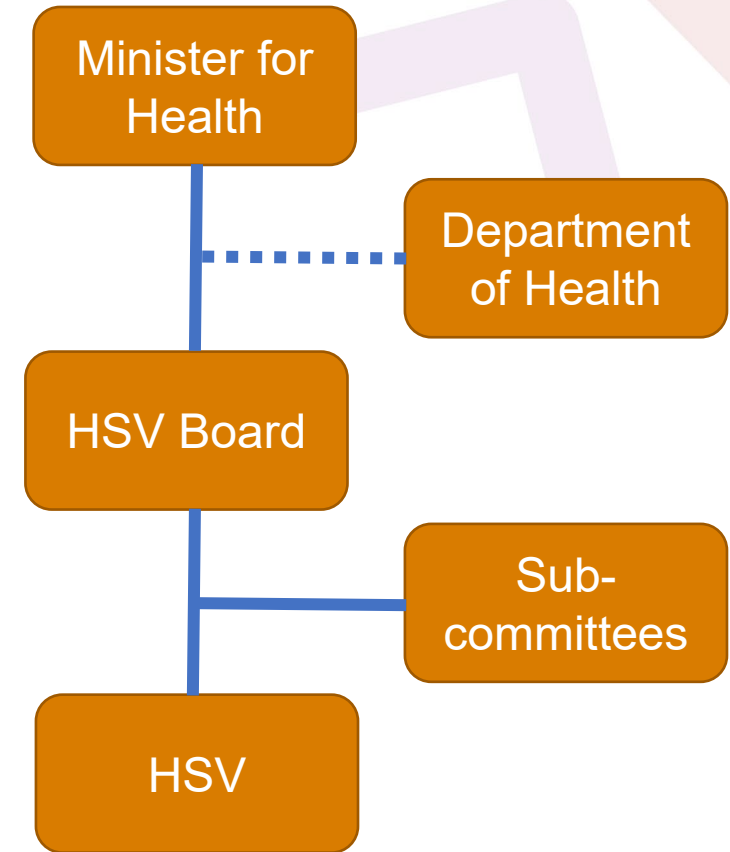 Minister for
Health
Department
of Health
HSV Board
Sub-
committees
HSV